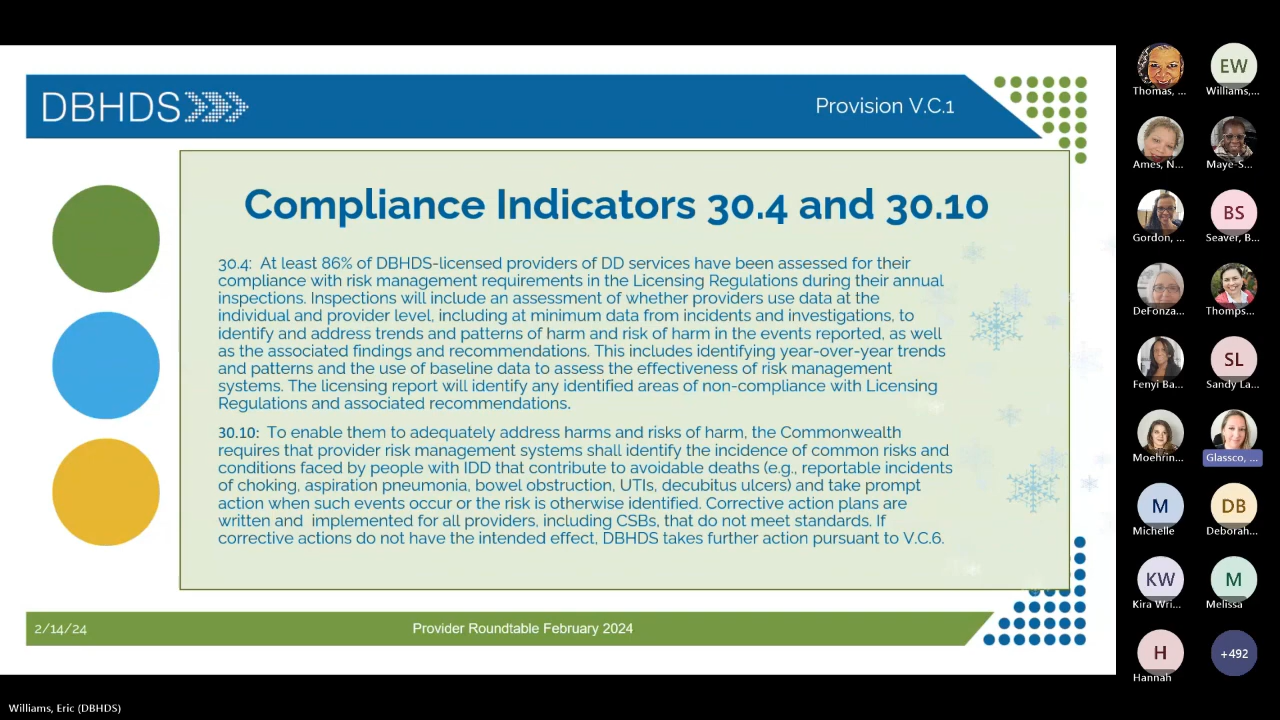 DBHDS
Provision V.C.1
Compliance Indicators 30.4 and 30.10
30.4:  At least 86% of DBHDS-licensed providers of DD services have been assessed for their
compliance with risk management requirements in the Licensing Regulations during their annual
inspections. Inspections will include an assessment of whether providers use data at the
individual and provider level, including at minimum data from incidents and investigations, to
identify and address trends and patterns of harm and risk of harm in the events reported, as well
as the associated findings and recommendations. This includes identifying year-over-year trends
and patterns and the use of baseline data to assess the effectiveness of risk management
systems. The licensing report will identify any identified areas of non-compliance with Licensing
Regulations and associated recommendations.
30.10:  To enable them to adequately address harms and risks of harm, the Commonwealth
requires that provider risk management systems shall identify the incidence of common risks and
conditions faced by people with IDD that contribute to avoidable deaths (e.g., reportable incidents
of choking, aspiration pneumonia, bowel obstruction, UTIs, decubitus ulcers) and take prompt
action when such events occur or the risk is otherwise identified. Corrective action plans are
written and  implemented for all providers, including CSBs, that do not meet standards. If
corrective actions do not have the intended effect, DBHDS takes further action pursuant to V.C.6.
2/14/24
Provider Roundtable February 2024
EW
Thomas, ...
Williams,...
Ames, N...
Maye-S...
BS
Gordon, ...
Seaver, B...
DeFonza...
Thomps...
SL
Fenyi Ba...
Sandy La...
Moehrin...
Glassco, ...
M
DB
Michelle
Deborah...
KW
M
Kira Wri...
Melissa
H
+492
Hannah
Williams, Eric (DBHDS)